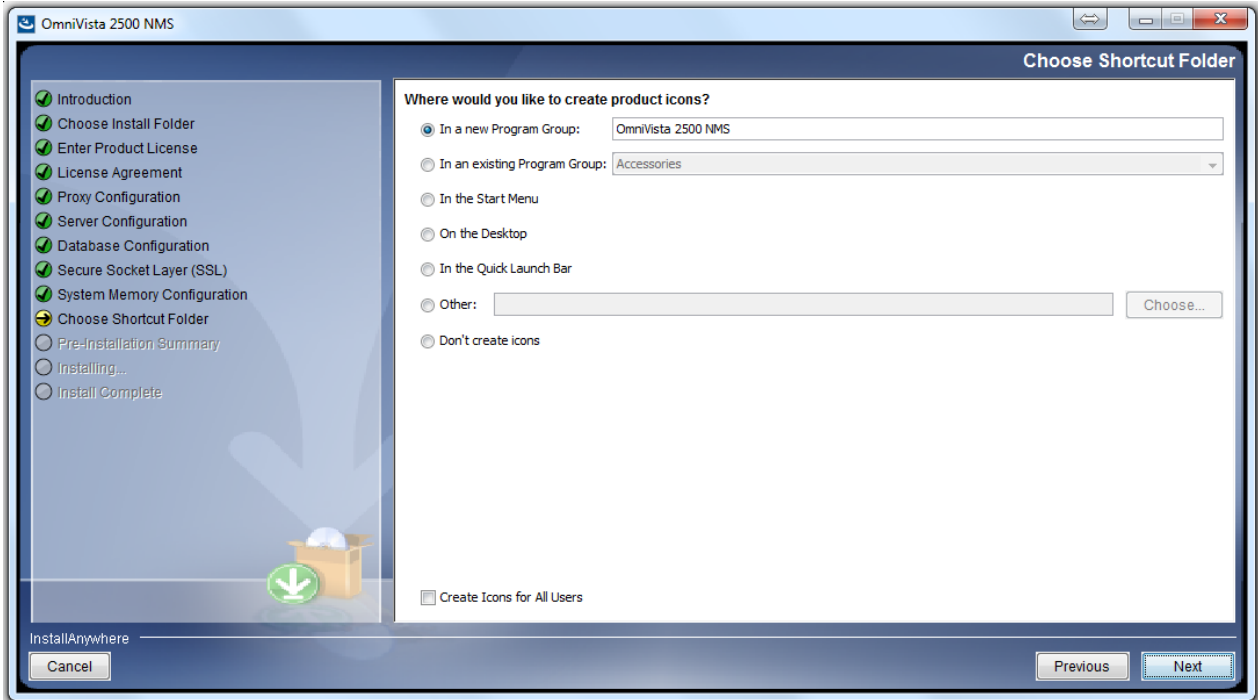 OmniVista 2500 NMS
Choose Shortcut Folder
Introduction
Choose Install Folder
Enter Product License
License Agreement
Proxy Configuration
Server Configuration
Database Configuration
Secure Socket Layer (SSL)
System Memory Configuration
Choose Shortcut Folder
Pre-Installation Summary
Installing...
Install Complete
Where would you like to create product icons?
In a new Program Group: OmniVista 2500 NMS
In an existing Program Group: Accessories
In the Start Menu
On the Desktop
In the Quick Launch Bar
Other: Choose...
Don't create icons
Create Icons for All Users
InstallAnywhere
Cancel Previous Next